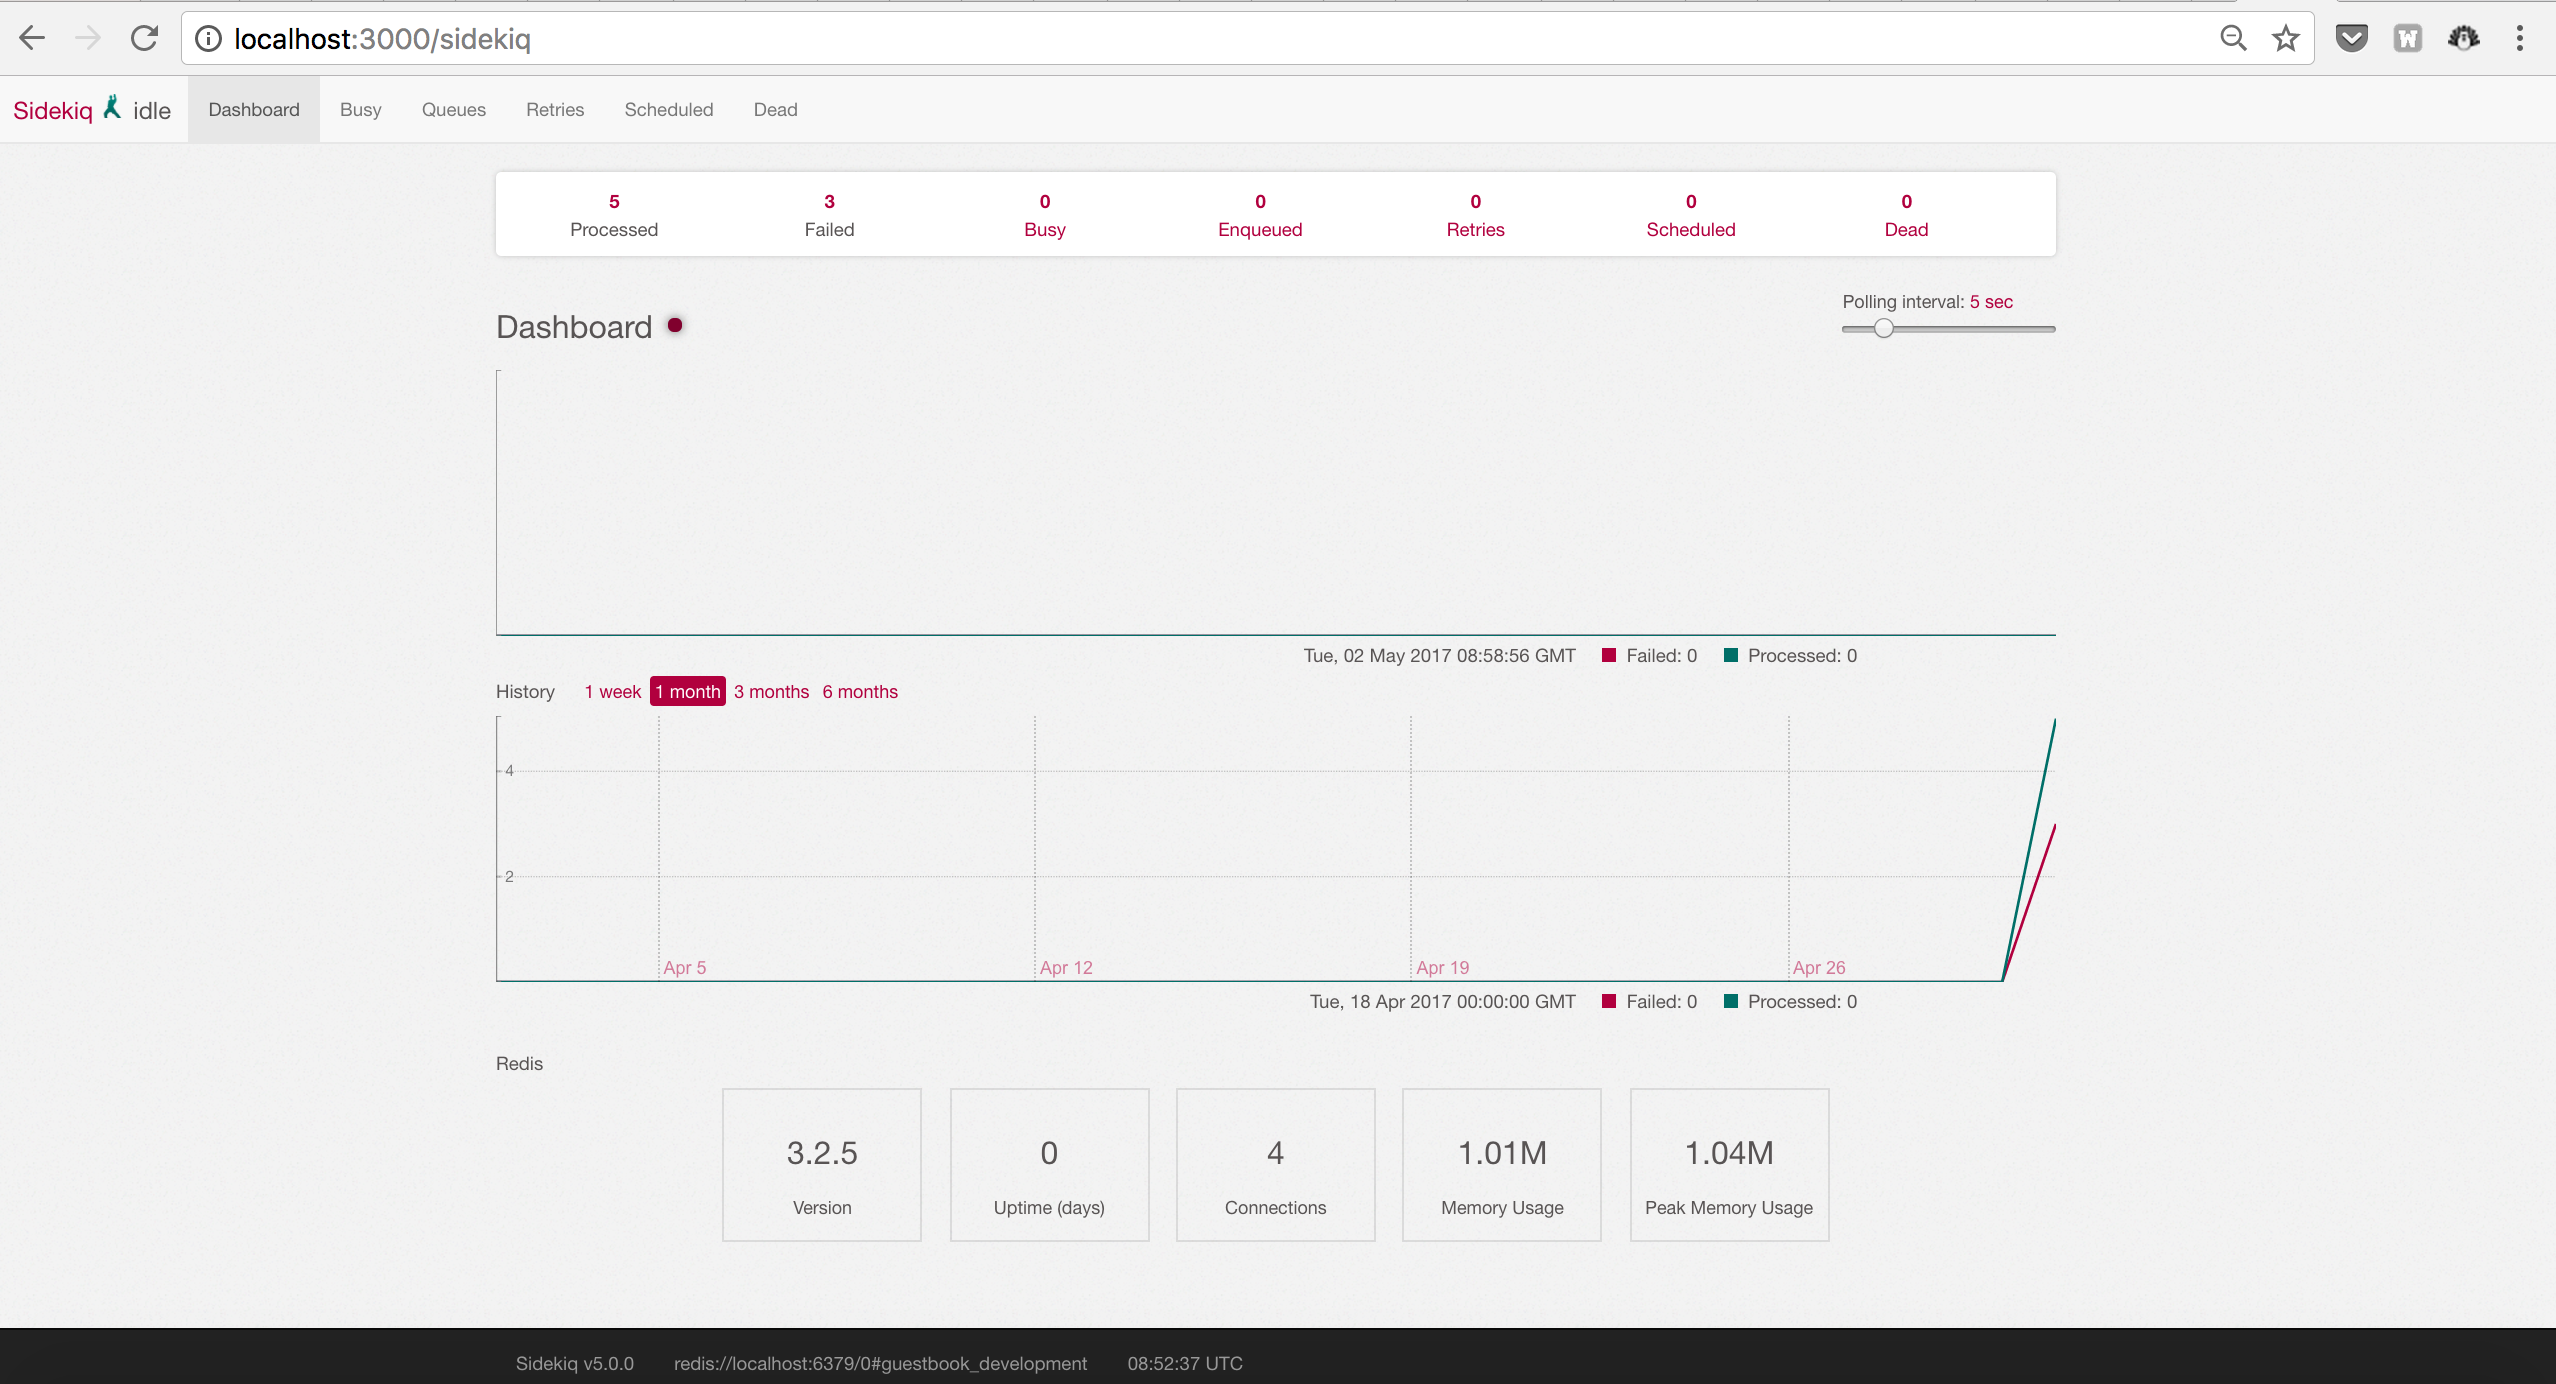 localhost:3000/sidekiq
Sidekiq idle Dashboard Busy Queues Retries Scheduled Dead
5 3 0 0 0 0 0
Processed Failed Busy Enqueued Retries Scheduled Dead
Polling interval: 5 sec
Dashboard
Tue, 02 May 2017 08:58:56 GMT Failed: 0 Processed: 0
History 1 week 1 month 3 months 6 months
4
2
Apr 5 Apr 12 Apr 19 Apr 26
Tue, 18 Apr 2017 00:00:00 GMT Failed: 0 Processed: 0
Redis
3.2.5 0 4 1.01M 1.04M
Version Uptime (days) Connections Memory Usage Peak Memory Usage
Sidekiq v5.0.0 redis://localhost:6379/0#guestbook_development 08:52:37 UTC